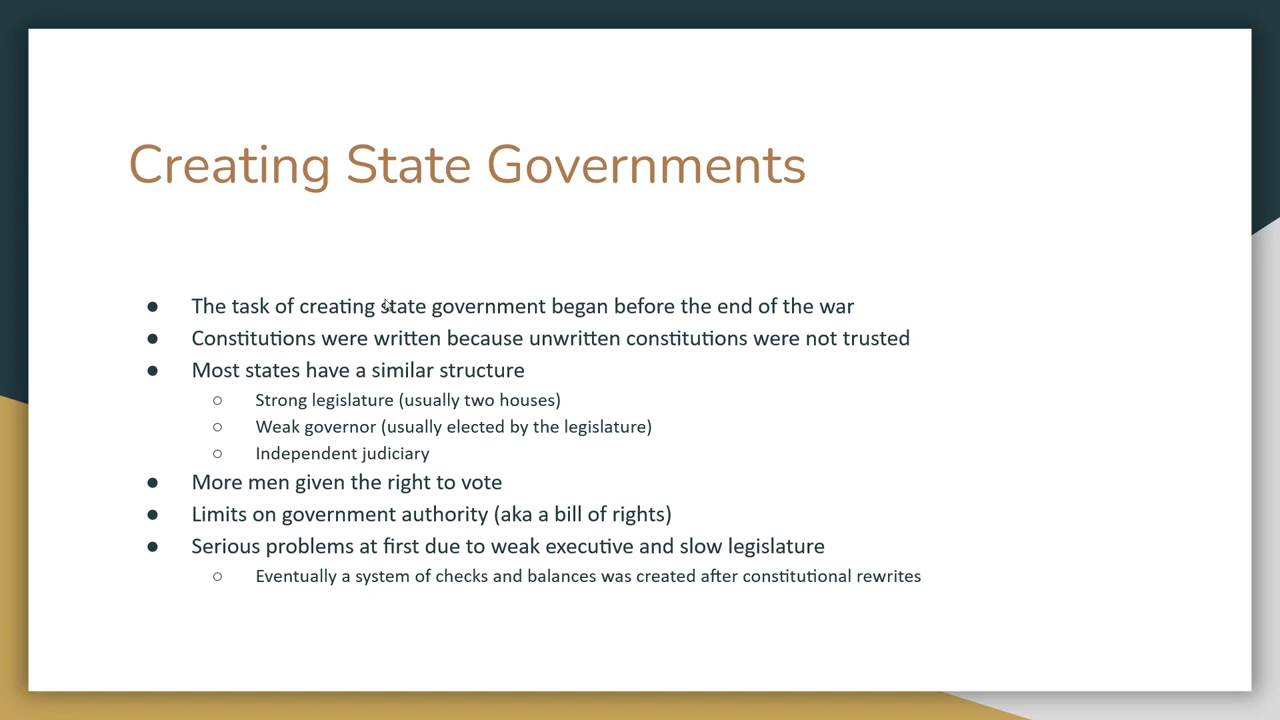 Creating State Governments
● The task of creating state government began before the end of the war
● Constitutions were written because unwritten constitutions were not trusted
● Most states have a similar structure
○ Strong legislature (usually two houses)
○ Weak governor (usually elected by the legislature)
○ Independent judiciary
● More men given the right to vote
● Limits on government authority (aka a bill of rights)
● Serious problems at first due to weak executive and slow legislature
○ Eventually a system of checks and balances was created after constitutional rewrites